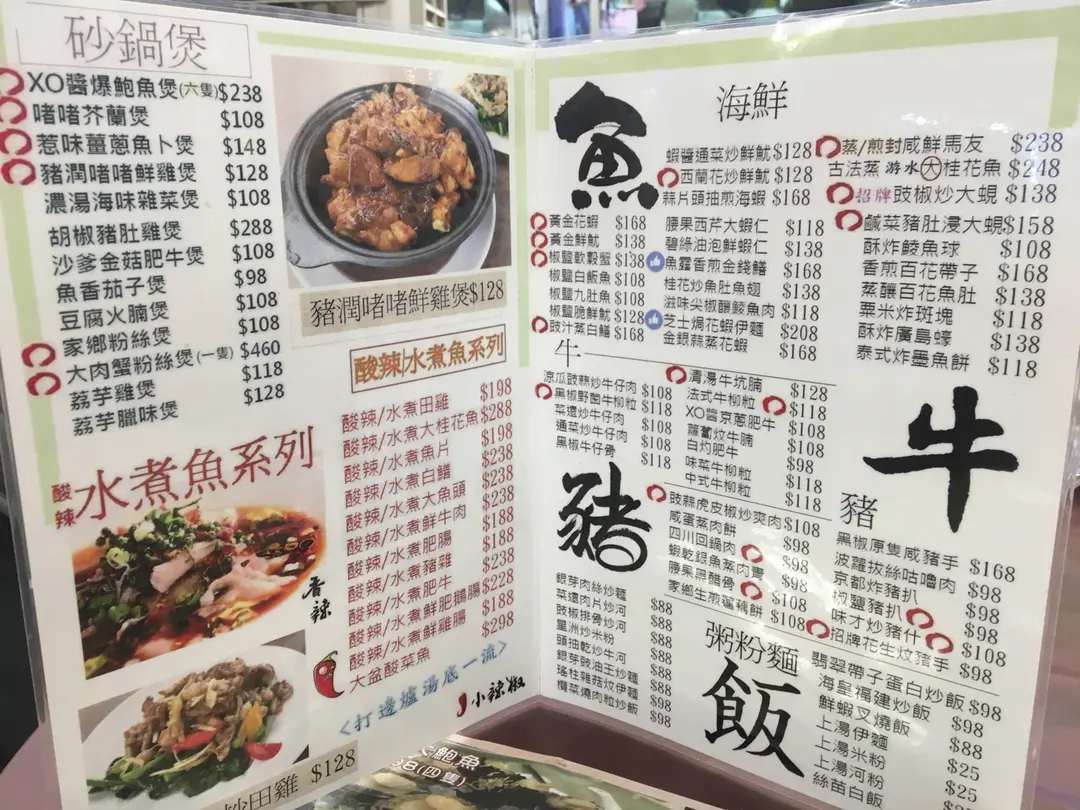 砂鍋煲
XO醬爆鮑魚煲(六隻) $238
啫啫芥蘭煲 $108
惹味薑蔥魚卜煲 $148
豬潤啫啫鮮雞煲 $128
濃湯海味雜菜煲 $108
胡椒豬肚雞煲 $288
沙爹金菇肥牛煲 $108
魚香茄子煲 $98
豆腐火腩煲 $108
家鄉粉絲煲 $108
大肉蟹粉絲煲(一隻) $460
荔芋雞煲 $118
荔芋臘味煲 $128
豬潤啫啫鮮雞煲$128
酸辣/水煮魚系列
酸辣/水煮田雞 $198
酸辣/水煮大桂花魚 $288
酸辣/水煮魚片 $198
酸辣/水煮白鱔 $238
酸辣/水煮大魚頭 $238
酸辣/水煮鮮牛肉 $238
酸辣/水煮肥腸 $188
酸辣/水煮豬雜 $188
酸辣/水煮肥牛 $238
酸辣/水煮鮮肥鵝腸 $188
酸辣/水煮鮮雞腸 $228
大盆酸菜魚 $298
酸辣水煮魚系列
香辣
<打邊爐湯底一流>
小辣椒
炒田雞 $128
鮑魚
(四隻)
魚
海鮮
蝦醬通菜炒鮮魷 $128
西蘭花炒鮮魷 $128
蒜片頭抽煎海蝦 $168
黃金花蝦 $168
黃金鮮魷 $138
椒鹽軟殼蟹 $138
椒鹽白飯魚 $108
椒鹽九肚魚 $108
椒鹽脆鮮魷 $128
豉汁蒸白鱔 $168
腰果西芹大蝦仁 $118
碧綠油泡鮮蝦仁 $138
魚露香煎金錢鱔 $168
桂花炒魚肚魚翅 $138
滋味尖椒釀鯪魚肉 $118
芝士焗花蝦伊麵 $208
金銀蒜蒸花蝦 $168
蒸/煎封咸鮮馬友 $238
古法蒸游水大桂花魚 $248
招牌豉椒炒大蜆 $138
鹹菜豬肚浸大蜆 $158
酥炸鯪魚球 $108
香煎百花帶子 $168
蒸釀百花魚肚 $138
粟米炸斑塊 $118
酥炸廣島蠔 $138
泰式炸墨魚餅 $118
牛
涼瓜豉蒜炒牛仔肉 $108
黑椒野菌牛柳粒 $118
菜遠炒牛仔肉 $108
通菜炒牛仔肉 $108
黑椒牛仔骨 $118
清湯牛坑腩 $128
法式牛柳粒 $118
XO醬京蔥肥牛 $108
蘿蔔炆牛腩 $108
白灼肥牛 $98
味菜牛柳粒 $118
中式牛柳粒 $118
牛
豬
豉蒜虎皮椒炒爽肉 $108
咸蛋蒸肉餅 $98
四川回鍋肉 $98
蝦乾銀魚蒸肉 $98
腰果黑醋骨 $108
家鄉生煎蓮藕餅 $108
豬
黑椒原隻咸豬手 $168
波蘿拔絲咕嚕肉 $98
京都炸豬扒 $98
椒鹽豬扒 $98
味才炒豬什 $108
招牌花生炆豬手 $98
銀芽肉絲炒麵 $88
菜遠肉片炒河 $88
豉椒排骨炒河 $88
星洲炒米粉 $88
頭抽乾炒牛河 $88
銀芽豉油王炒麵 $88
瑤柱雜菇炆伊麵 $98
欖菜燒肉粒炒飯 $98
粥粉麵
飯
翡翠帶子蛋白炒飯 $98
海皇福建炒飯 $98
鮮蝦叉燒飯 $88
上湯伊麵 $25
上湯米粉 $25
上湯河粉
絲苗白飯